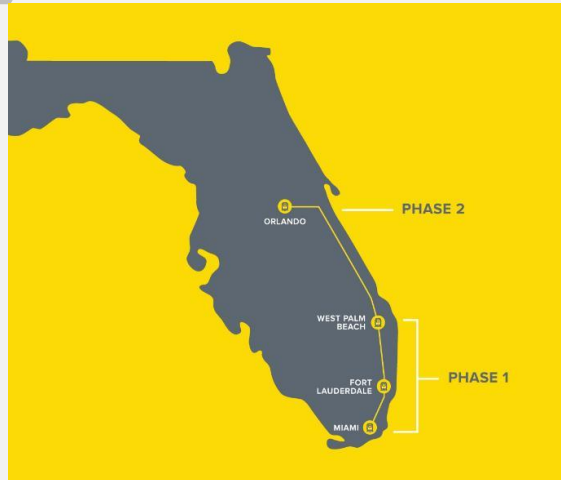 PHASE 2
ORLANDO
WEST PALM
BEACH
PHASE 1
FORT
LAUDERDALE
MIAMI